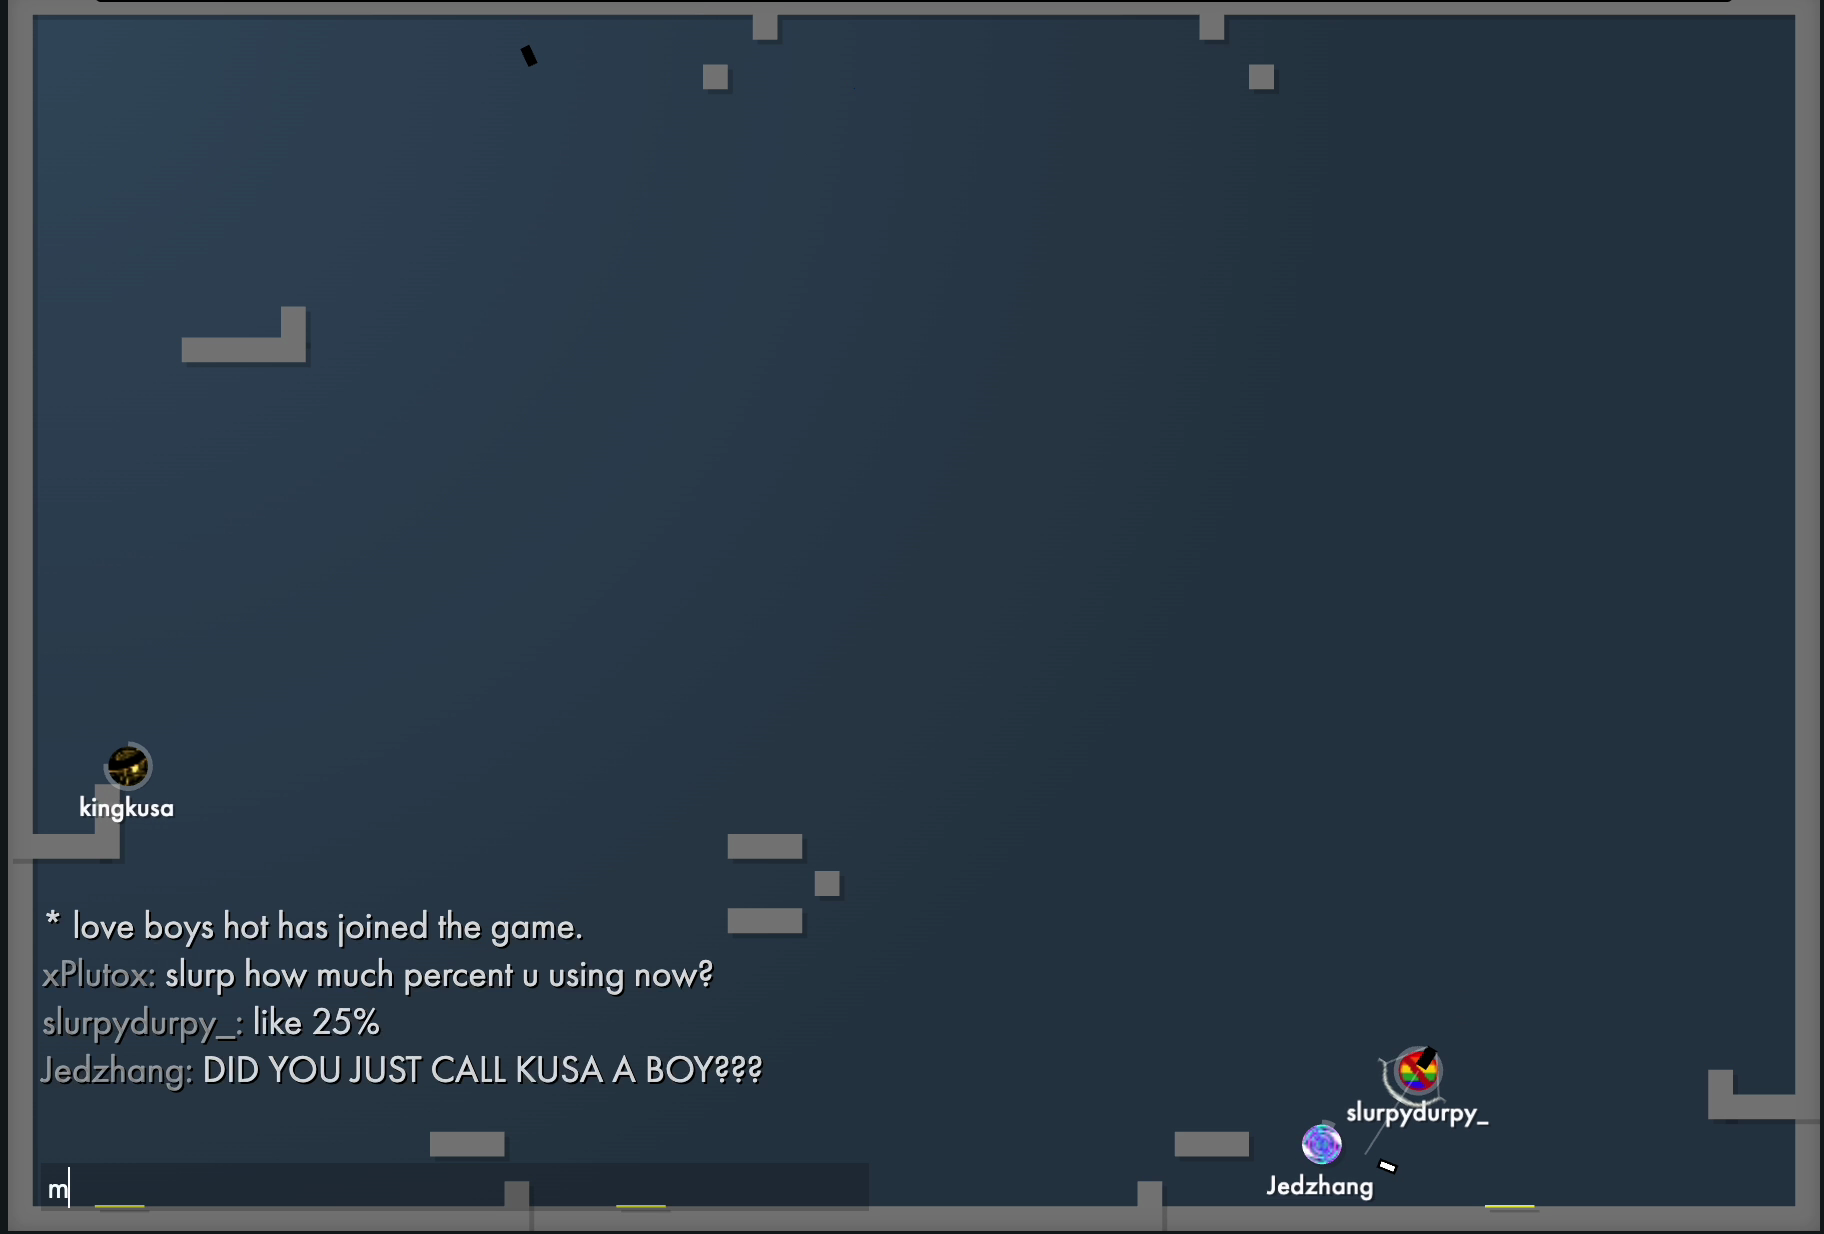 kingkusa
* love boys hot has joined the game.
xPlutox: slurp how much percent u using now?
slurpydurpy_: like 25%
Jedzhang: DID YOU JUST CALL KUSA A BOY???
slurpydurpy_
Jedzhang
m